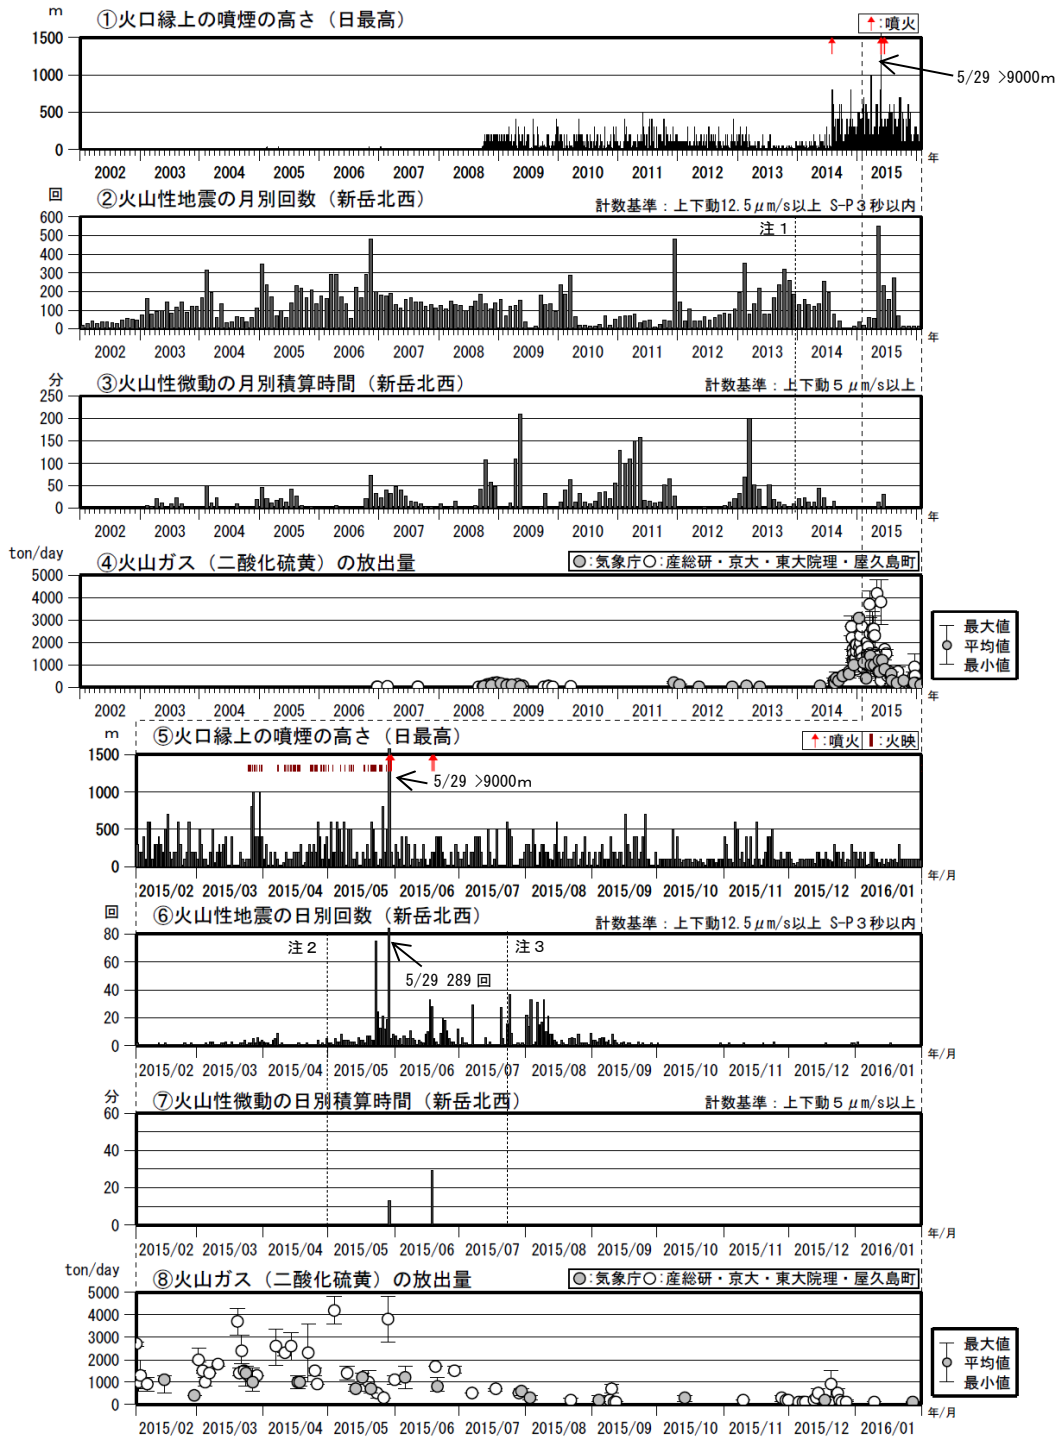 m
①火口縁上の噴煙の高さ（日最高）
↑:噴火
1500
1000
500
0
5/29 >9000m
2002 2003 2004 2005 2006 2007 2008 2009 2010 2011 2012 2013 2014 2015 年
回
②火山性地震の月別回数（新岳北西）
計数基準：上下動12.5μm/s以上 S-P3秒以内
注1
600
500
400
300
200
100
0
2002 2003 2004 2005 2006 2007 2008 2009 2010 2011 2012 2013 2014 2015 年
分
③火山性微動の月別積算時間（新岳北西）
計数基準：上下動5μm/s以上
250
200
150
100
50
0
2002 2003 2004 2005 2006 2007 2008 2009 2010 2011 2012 2013 2014 2015 年
ton/day
④火山ガス（二酸化硫黄）の放出量
:気象庁 :産総研・京大・東大院理・屋久島町
5000
4000
3000
2000
1000
0
最大値
平均値
最小値
2002 2003 2004 2005 2006 2007 2008 2009 2010 2011 2012 2013 2014 2015 年
m
⑤火口縁上の噴煙の高さ（日最高）
↑:噴火 :火映
1500
1000
500
0
5/29 >9000m
2015/02 2015/03 2015/04 2015/05 2015/06 2015/07 2015/08 2015/09 2015/10 2015/11 2015/12 2016/01 年/月
回
⑥火山性地震の日別回数（新岳北西）
計数基準：上下動12.5μm/s以上 S-P3秒以内
80
60
40
20
0
注2
注3
5/29 289回
2015/02 2015/03 2015/04 2015/05 2015/06 2015/07 2015/08 2015/09 2015/10 2015/11 2015/12 2016/01 年/月
分
⑦火山性微動の日別積算時間（新岳北西）
計数基準：上下動5μm/s以上
60
40
20
0
2015/02 2015/03 2015/04 2015/05 2015/06 2015/07 2015/08 2015/09 2015/10 2015/11 2015/12 2016/01 年/月
ton/day
⑧火山ガス（二酸化硫黄）の放出量
:気象庁 :産総研・京大・東大院理・屋久島町
5000
4000
3000
2000
1000
0
最大値
平均値
最小値
2015/02 2015/03 2015/04 2015/05 2015/06 2015/07 2015/08 2015/09 2015/10 2015/11 2015/12 2016/01 年/月